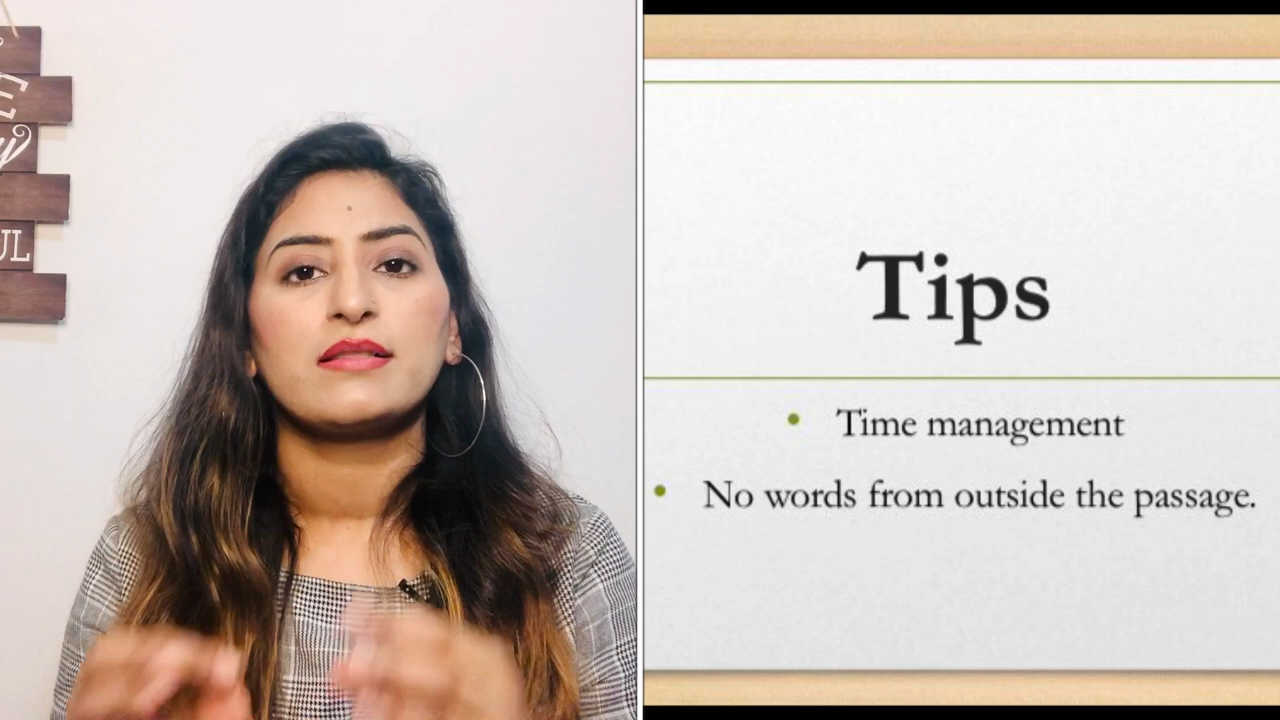 E
y
UL
Tips
Time management
No words from outside the passage.